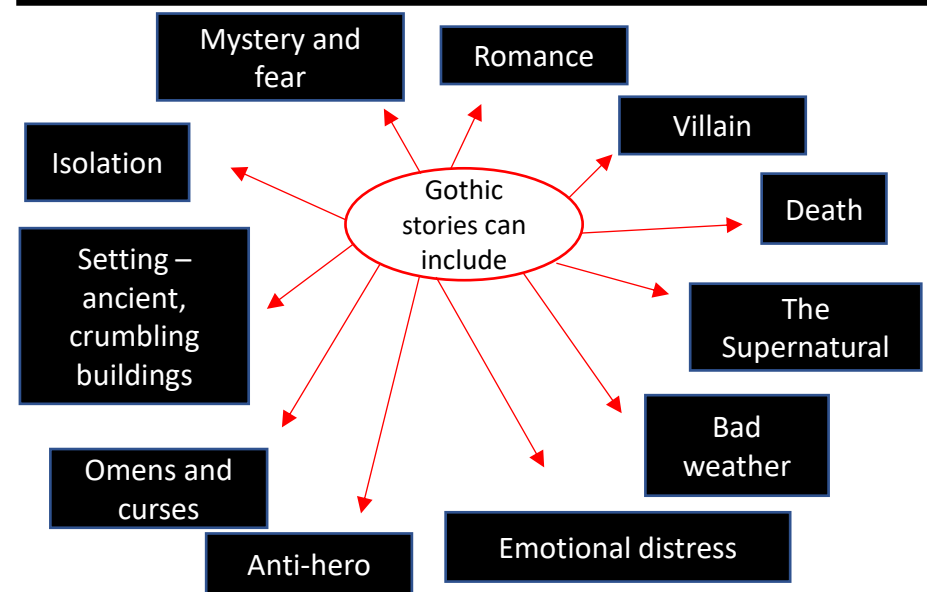 Mystery and
fear
Romance
Villain
Isolation
Gothic
stories can
include
Death
Setting –
ancient,
crumbling
buildings
The
Supernatural
Bad
weather
Omens and
curses
Anti-hero
Emotional distress